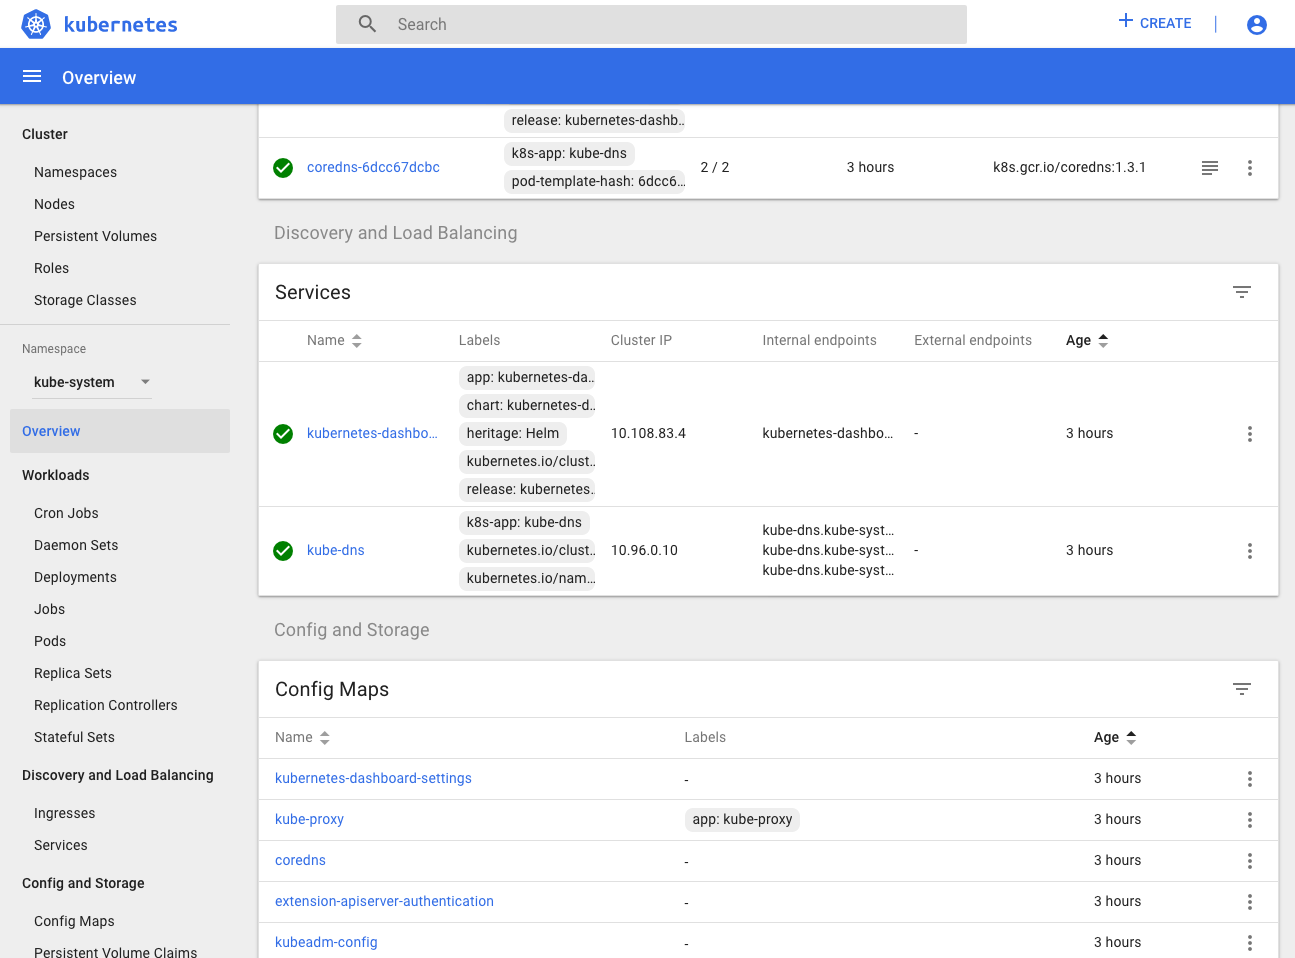 kubernetes
Search
CREATE
Overview
Cluster
Namespaces
Nodes
Persistent Volumes
Roles
Storage Classes
Namespace
kube-system
Overview
Workloads
Cron Jobs
Daemon Sets
Deployments
Jobs
Pods
Replica Sets
Replication Controllers
Stateful Sets
Discovery and Load Balancing
Ingresses
Services
Config and Storage
Config Maps
Persistent Volume Claims
release: kubernetes-dashb..
coredns-6dcc67dcbc
k8s-app: kube-dns
pod-template-hash: 6dcc6...
2 / 2
3 hours
k8s.gcr.io/coredns:1.3.1
Discovery and Load Balancing
Services
Name Labels Cluster IP Internal endpoints External endpoints Age
app: kubernetes-da..
chart: kubernetes-d..
kubernetes-dashbo... heritage: Helm 10.108.83.4 kubernetes-dashbo... - 3 hours
kubernetes.io/clust..
release: kubernetes..
k8s-app: kube-dns
kube-dns kubernetes.io/clust.. 10.96.0.10
kubernetes.io/nam...
kube-dns.kube-syst...
kube-dns.kube-syst... - 3 hours
kube-dns.kube-syst...
Config and Storage
Config Maps
Name Labels Age
kubernetes-dashboard-settings - 3 hours
kube-proxy app: kube-proxy 3 hours
coredns - 3 hours
extension-apiserver-authentication - 3 hours
kubeadm-config - 3 hours